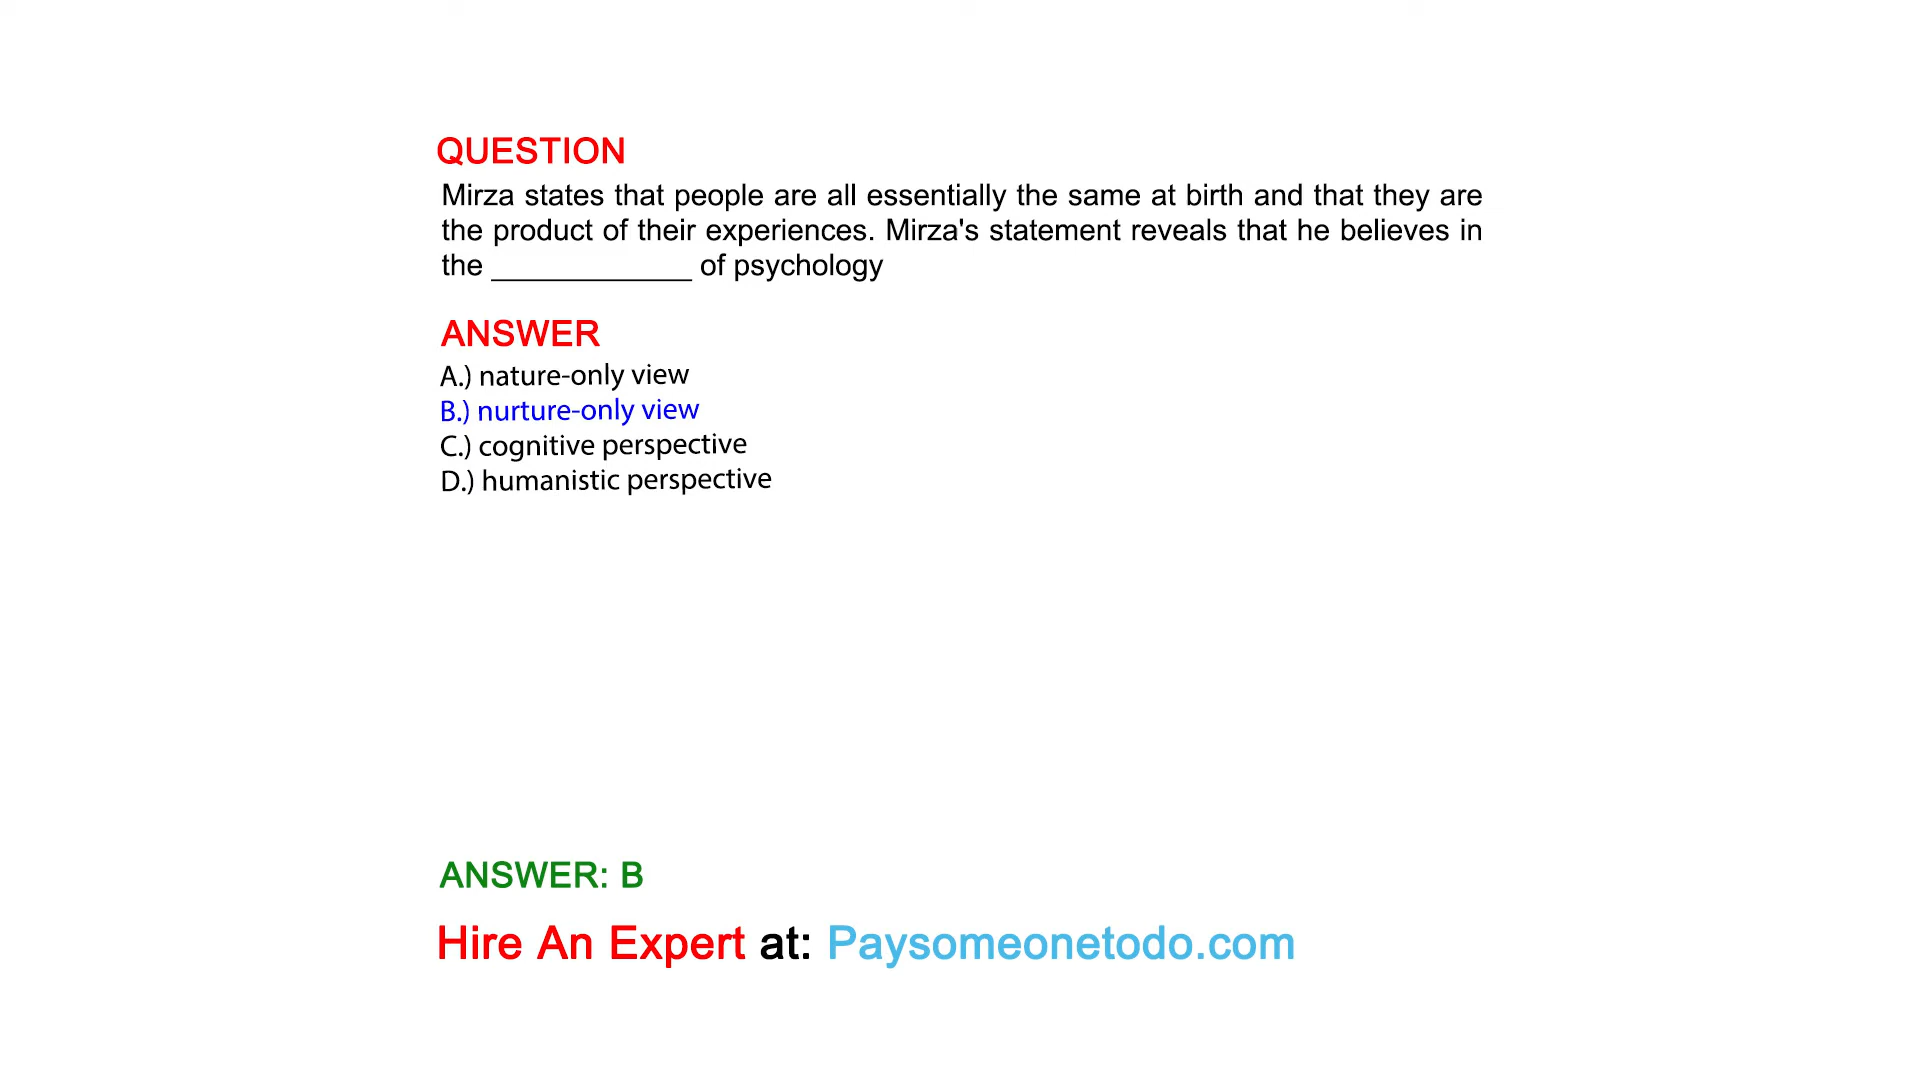 QUESTION
Mirza states that people are all essentially the same at birth and that they are
the product of their experiences. Mirza's statement reveals that he believes in
the ____________ of psychology
ANSWER
A.) nature-only view
B.) nurture-only view
C.) cognitive perspective
D.) humanistic perspective
ANSWER: B
Hire An Expert at: Paysomeonetodo.com